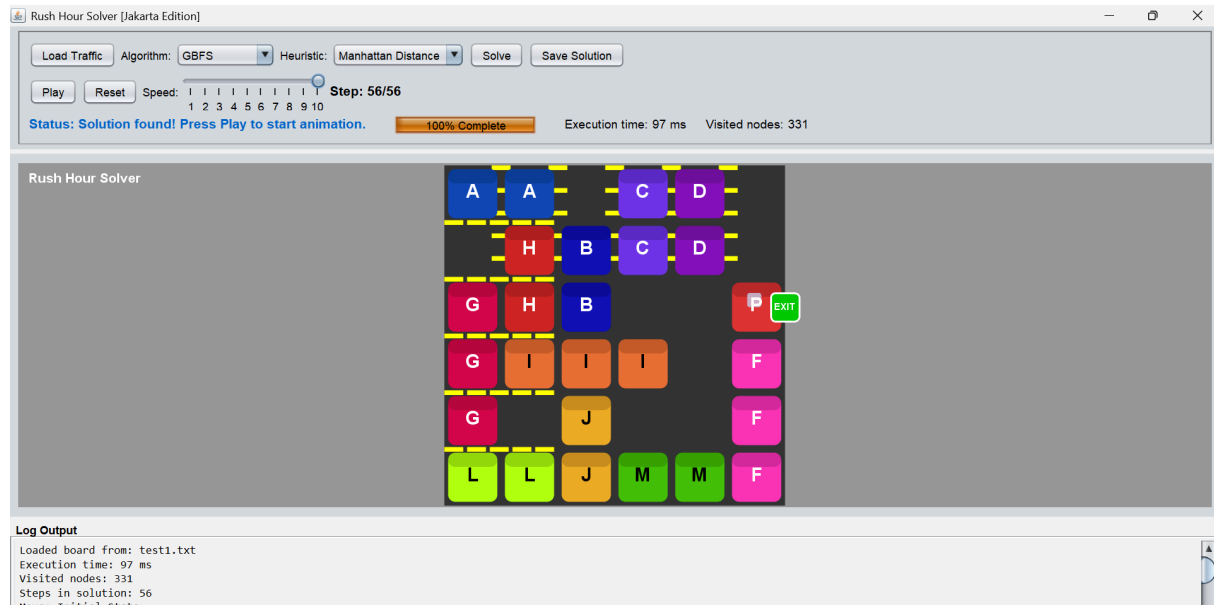 Rush Hour Solver [Jakarta Edition]
Load Traffic Algorithm: GBFS Heuristic: Manhattan Distance Solve Save Solution
Play Reset Speed: Step: 56/56
1 2 3 4 5 6 7 8 9 10
Status: Solution found! Press Play to start animation. 100% Complete Execution time: 97 ms Visited nodes: 331
Rush Hour Solver
A A C D
H B C D
G H B P EXIT
G I I I F
G J F
L L J M M F
Log Output
Loaded board from: test1.txt
Execution time: 97 ms
Visited nodes: 331
Steps in solution: 56